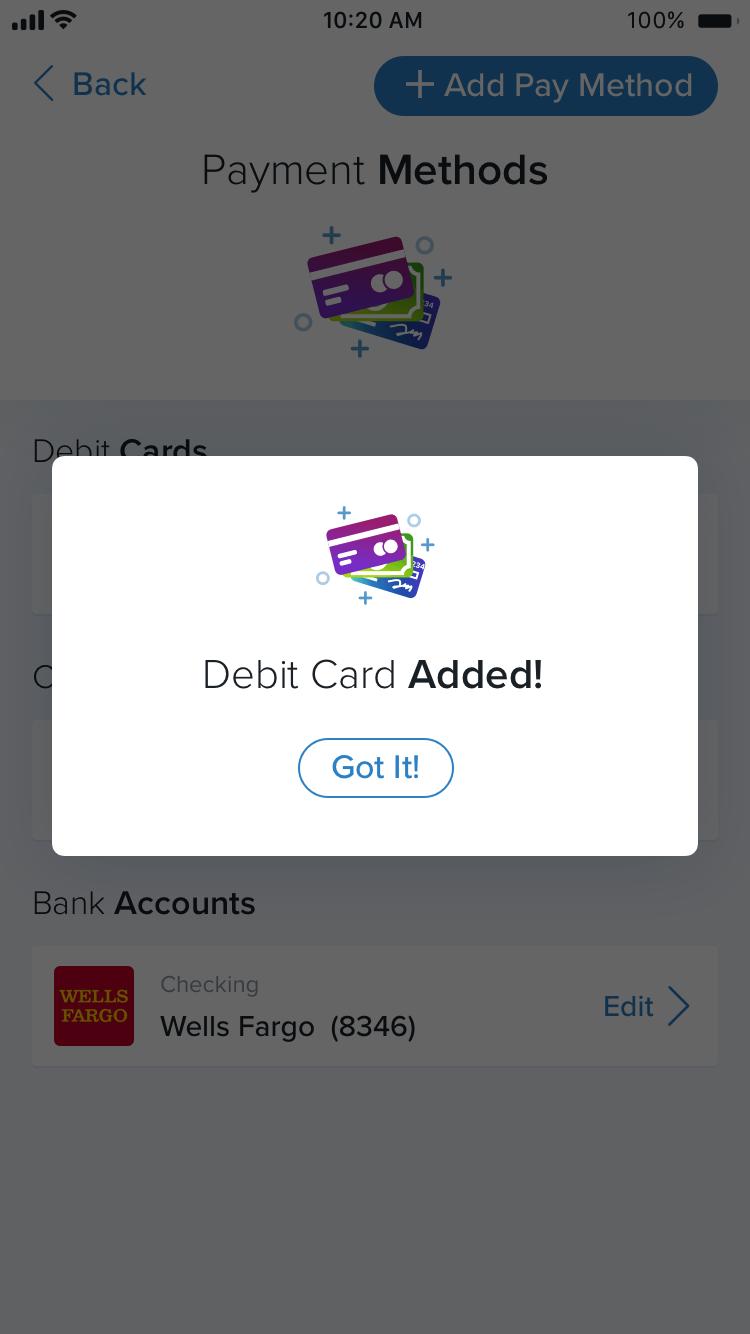 10:20 AM
100%
Back
+ Add Pay Method
Payment Methods
Debit Cards
Debit Card Added!
Got It!
Bank Accounts
WELLS
FARGO
Checking
Wells Fargo (8346)
Edit